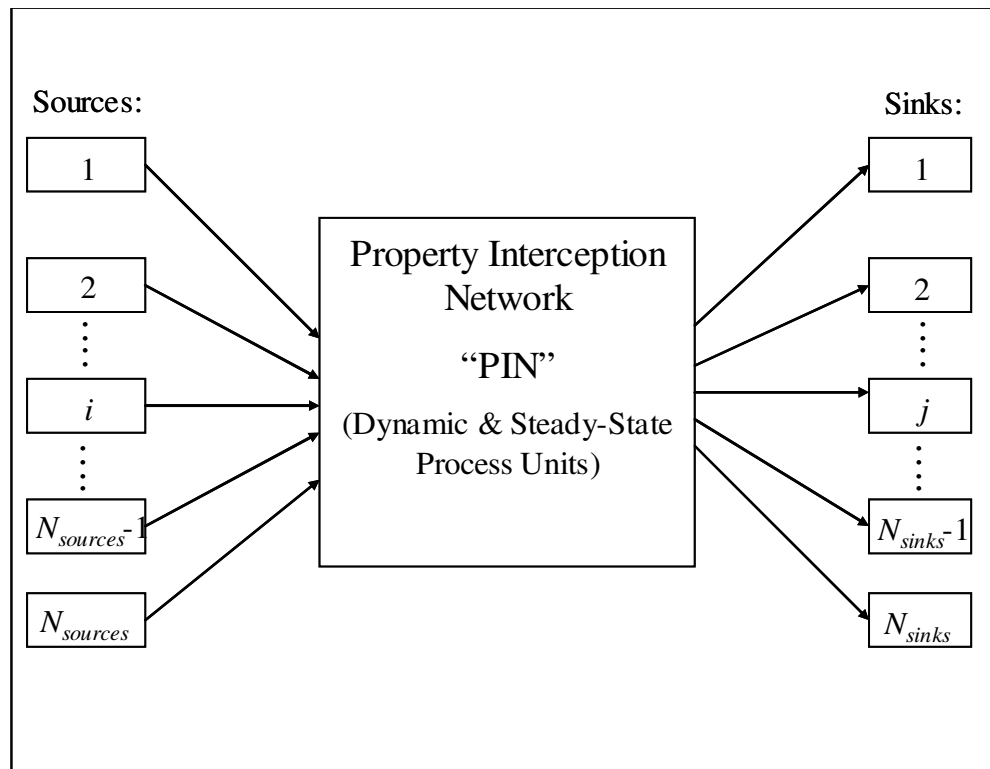 Sources:
1
2
i
N_sources-1
N_sources
Property Interception
Network
“PIN”
(Dynamic & Steady-State
Process Units)
Sinks:
1
2
j
N_sinks-1
N_sinks